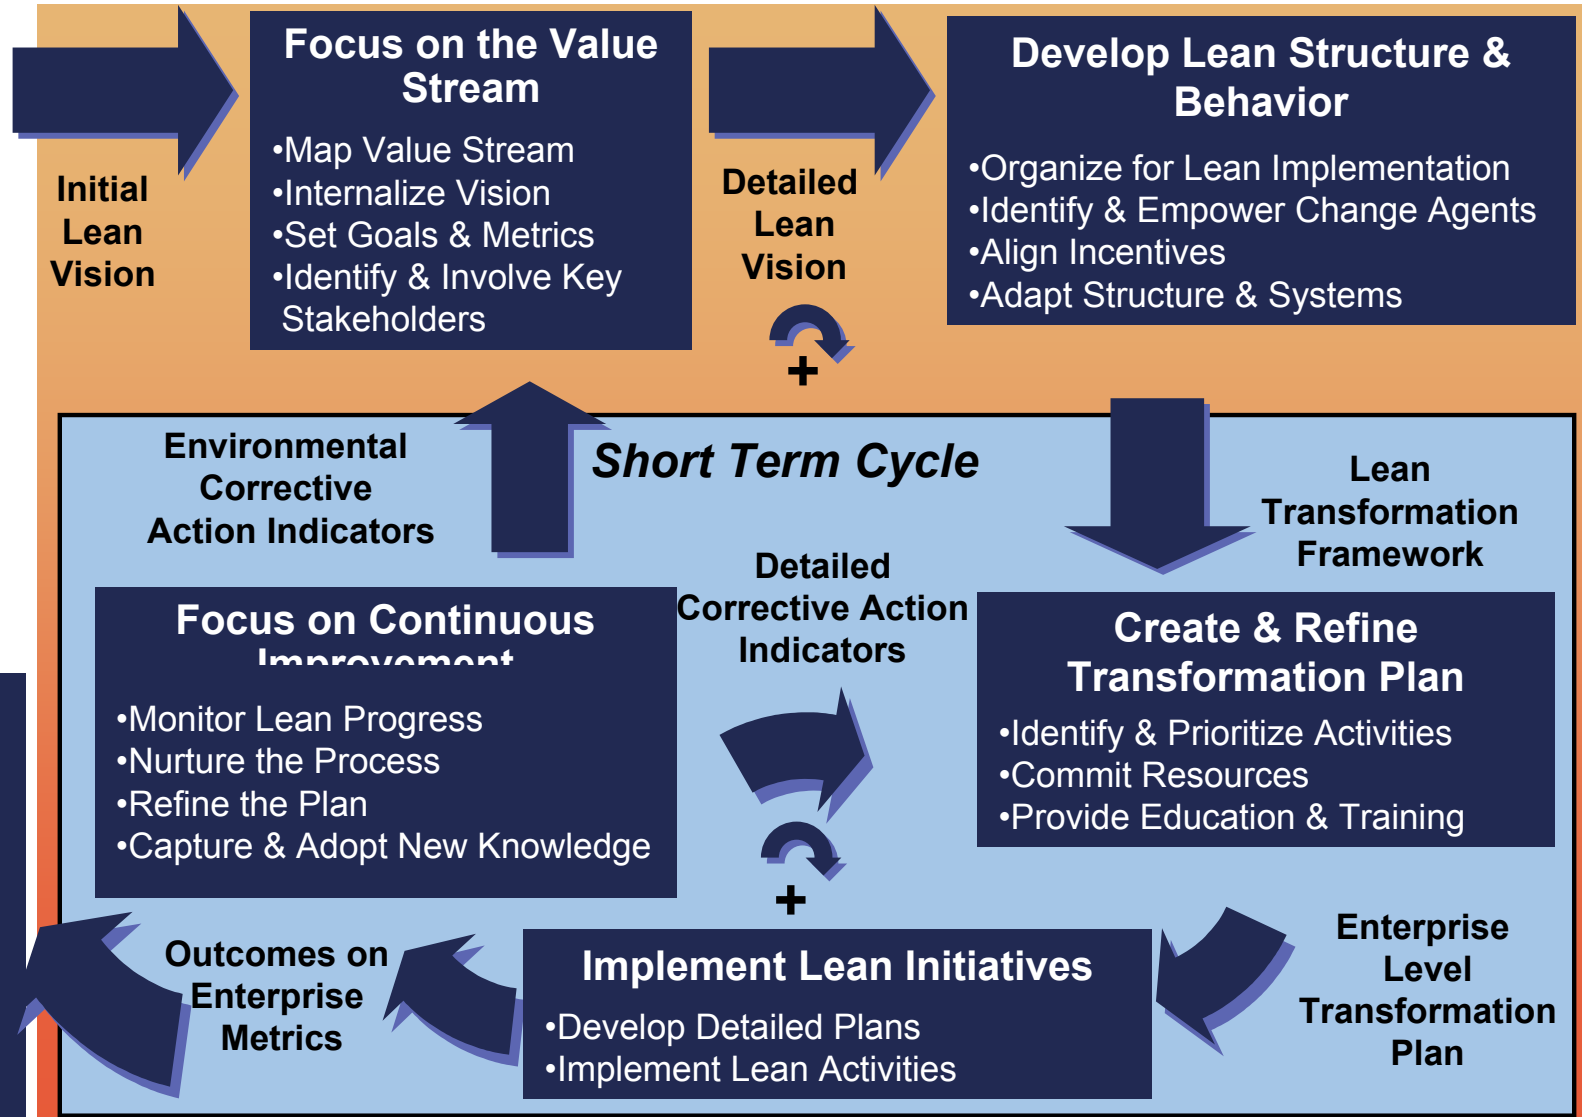 Focus on the Value
Stream
•Map Value Stream
•Internalize Vision
•Set Goals & Metrics
•Identify & Involve Key
Stakeholders
Develop Lean Structure &
Behavior
•Organize for Lean Implementation
•Identify & Empower Change Agents
•Align Incentives
•Adapt Structure & Systems
Initial
Lean
Vision
Detailed
Lean
Vision
+
Short Term Cycle
Environmental
Corrective
Action Indicators
Lean
Transformation
Framework
Detailed
Corrective Action
Indicators
Focus on Continuous
Improvement
•Monitor Lean Progress
•Nurture the Process
•Refine the Plan
•Capture & Adopt New Knowledge
Create & Refine
Transformation Plan
•Identify & Prioritize Activities
•Commit Resources
•Provide Education & Training
+
Outcomes on
Enterprise
Metrics
Implement Lean Initiatives
•Develop Detailed Plans
•Implement Lean Activities
Enterprise
Level
Transformation
Plan